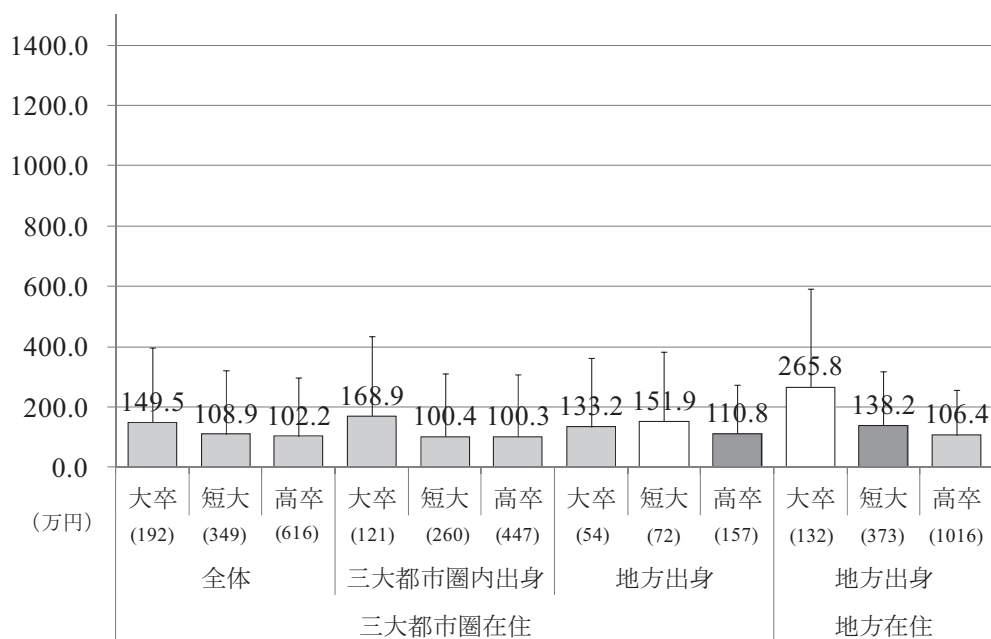 1400.0
1200.0
1000.0
800.0
600.0
400.0
200.0
0.0
（万円）
149.5 108.9 102.2 168.9 100.4 100.3 133.2 151.9 110.8 265.8 138.2 106.4
大卒 短大 高卒 大卒 短大 高卒 大卒 短大 高卒 大卒 短大 高卒
(192) (349) (616) (121) (260) (447) (54) (72) (157) (132) (373) (1016)
全体 三大都市圏内出身 地方出身 地方出身
三大都市圏在住 地方在住